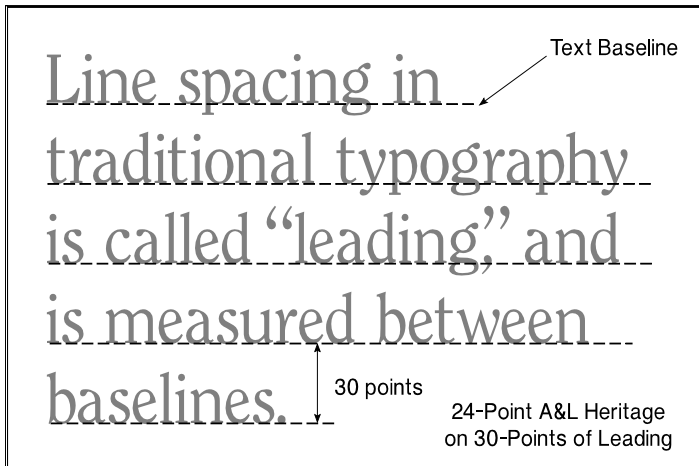 Text Baseline
Line spacing in
traditional typography
is called “leading,” and
is measured between
baselines.
30 points
24-Point A&L Heritage
on 30-Points of Leading